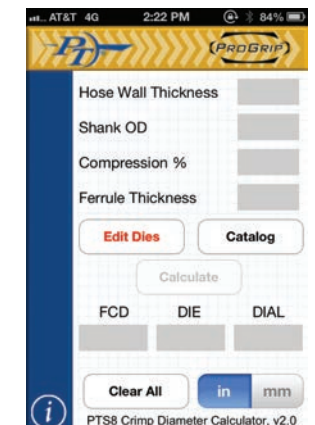 AT&T 4G 2:22 PM 84%
PT PROGRIP
Hose Wall Thickness
Shank OD
Compression %
Ferrule Thickness
Edit Dies Catalog
Calculate
FCD DIE DIAL
Clear All in mm
i
PTS8 Crimp Diameter Calculator, v2.0